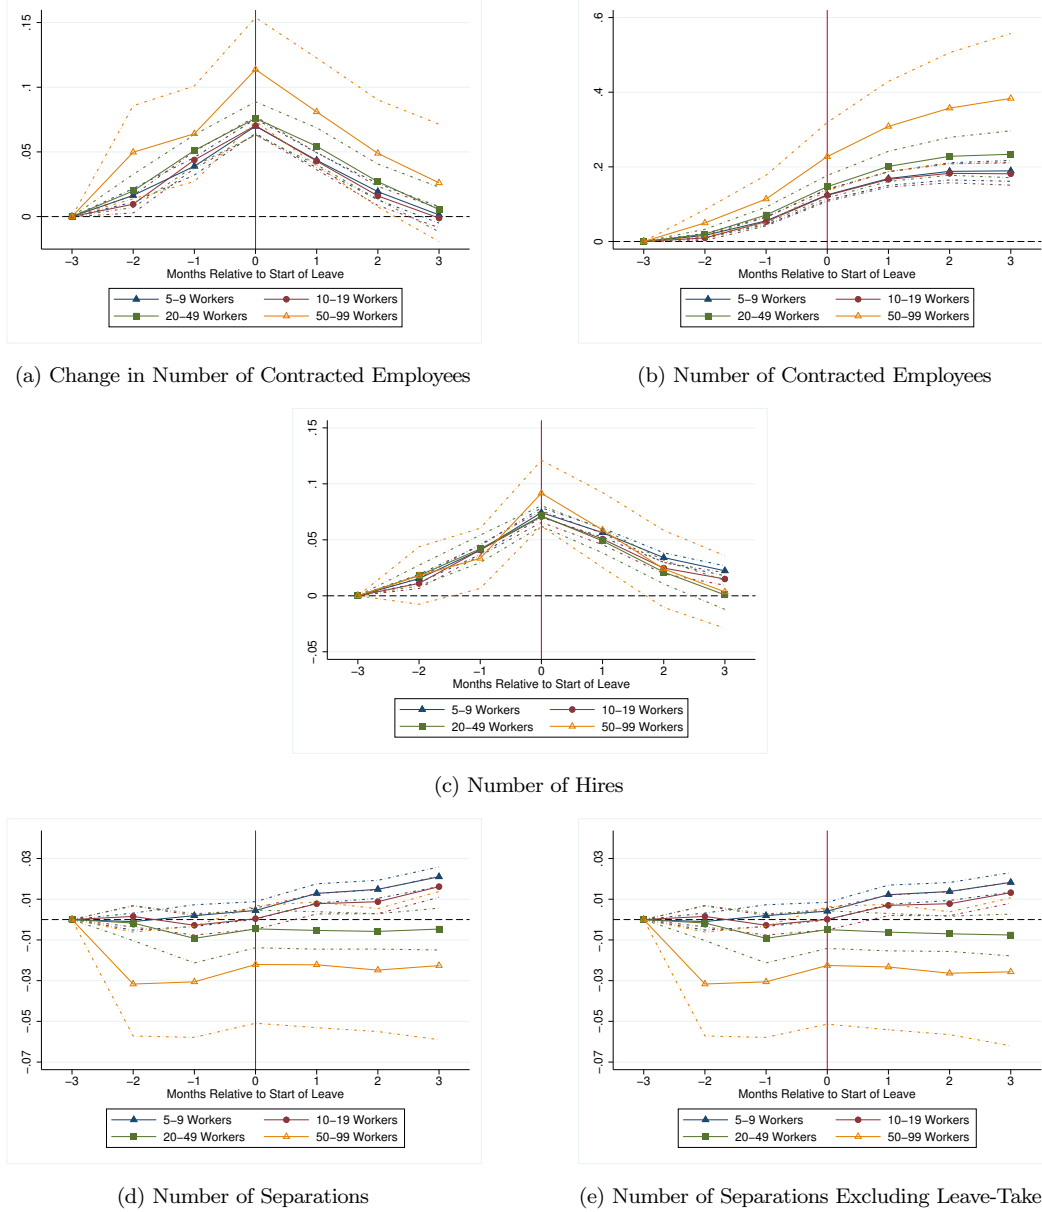 .15
.1
.05
0
−3 −2 −1 0 1 2 3
Months Relative to Start of Leave
5−9 Workers 10−19 Workers
20−49 Workers 50−99 Workers
(a) Change in Number of Contracted Employees
.6
.4
.2
0
−3 −2 −1 0 1 2 3
Months Relative to Start of Leave
5−9 Workers 10−19 Workers
20−49 Workers 50−99 Workers
(b) Number of Contracted Employees
.15
.1
.05
0
−.05
−3 −2 −1 0 1 2 3
Months Relative to Start of Leave
5−9 Workers 10−19 Workers
20−49 Workers 50−99 Workers
(c) Number of Hires
.03
.01
−.01
−.03
−.05
−.07
−3 −2 −1 0 1 2 3
Months Relative to Start of Leave
5−9 Workers 10−19 Workers
20−49 Workers 50−99 Workers
(d) Number of Separations
.03
.01
−.01
−.03
−.05
−.07
−3 −2 −1 0 1 2 3
Months Relative to Start of Leave
5−9 Workers 10−19 Workers
20−49 Workers 50−99 Workers
(e) Number of Separations Excluding Leave-Take